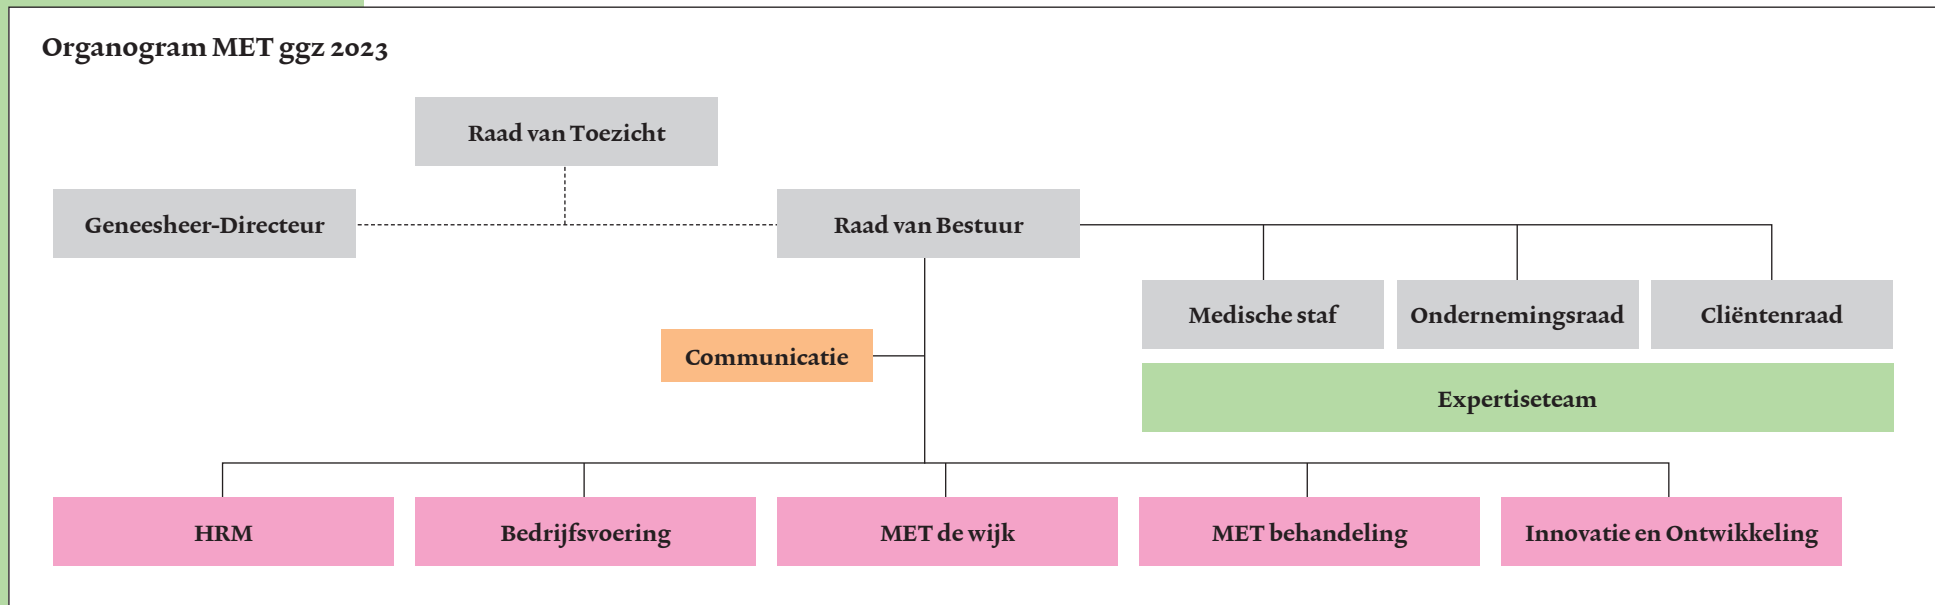 Organogram MET ggz 2023
Raad van Toezicht
Geneesheer-Directeur
Raad van Bestuur
Medische staf
Ondernemingsraad
Cliëntenraad
Communicatie
Expertiseteam
HRM
Bedrijfsvoering
MET de wijk
MET behandeling
Innovatie en Ontwikkeling